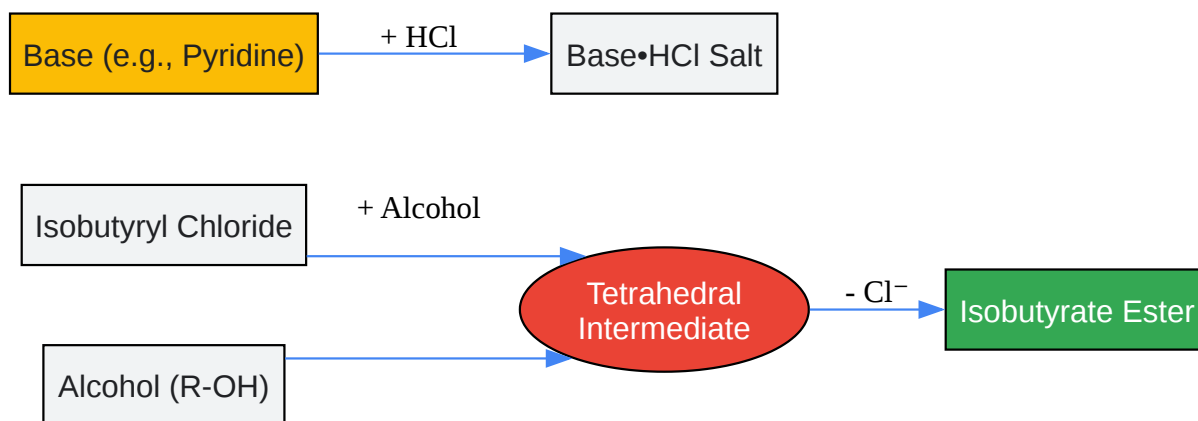 Base (e.g., Pyridine)
+ HCl
Base•HCl Salt
Isobutyryl Chloride
+ Alcohol
Alcohol (R-OH)
Tetrahedral
Intermediate
- Cl⁻
Isobutyrate Ester